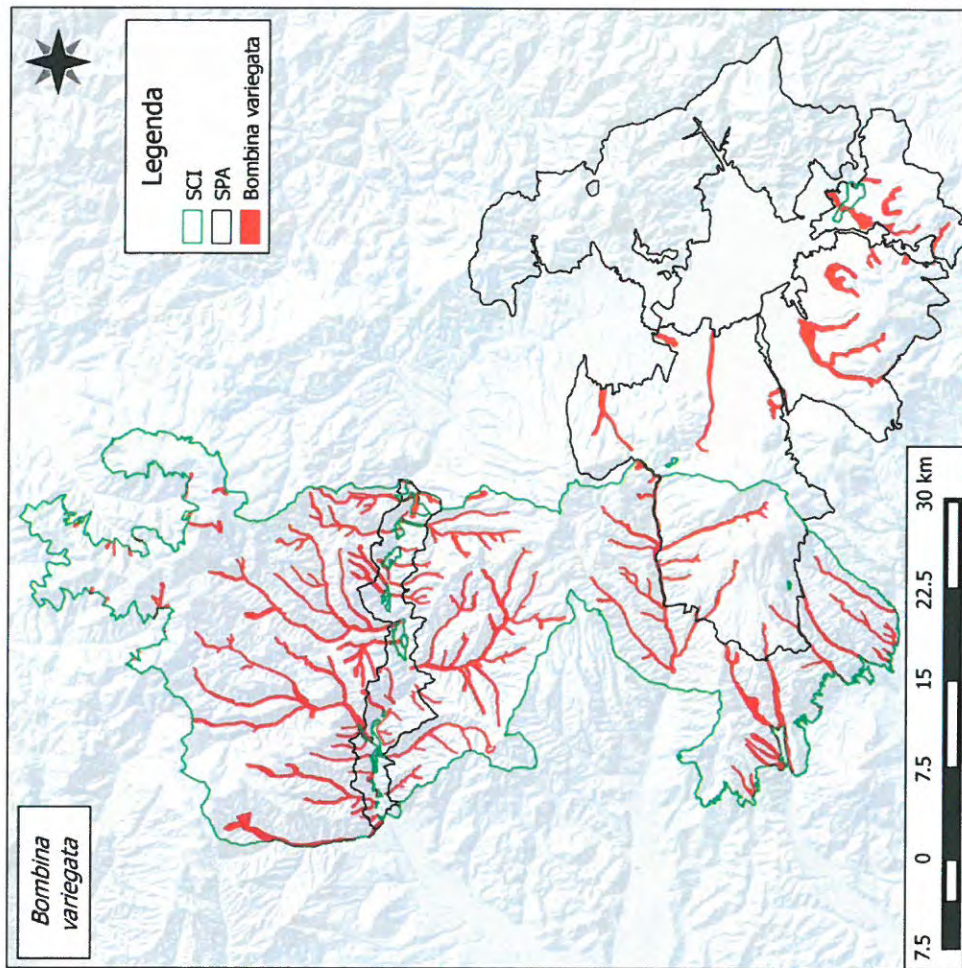 Bombina
variegata
Legenda
SCI
SPA
Bombina variegata
7.5 0 7.5 15 22.5 30 km